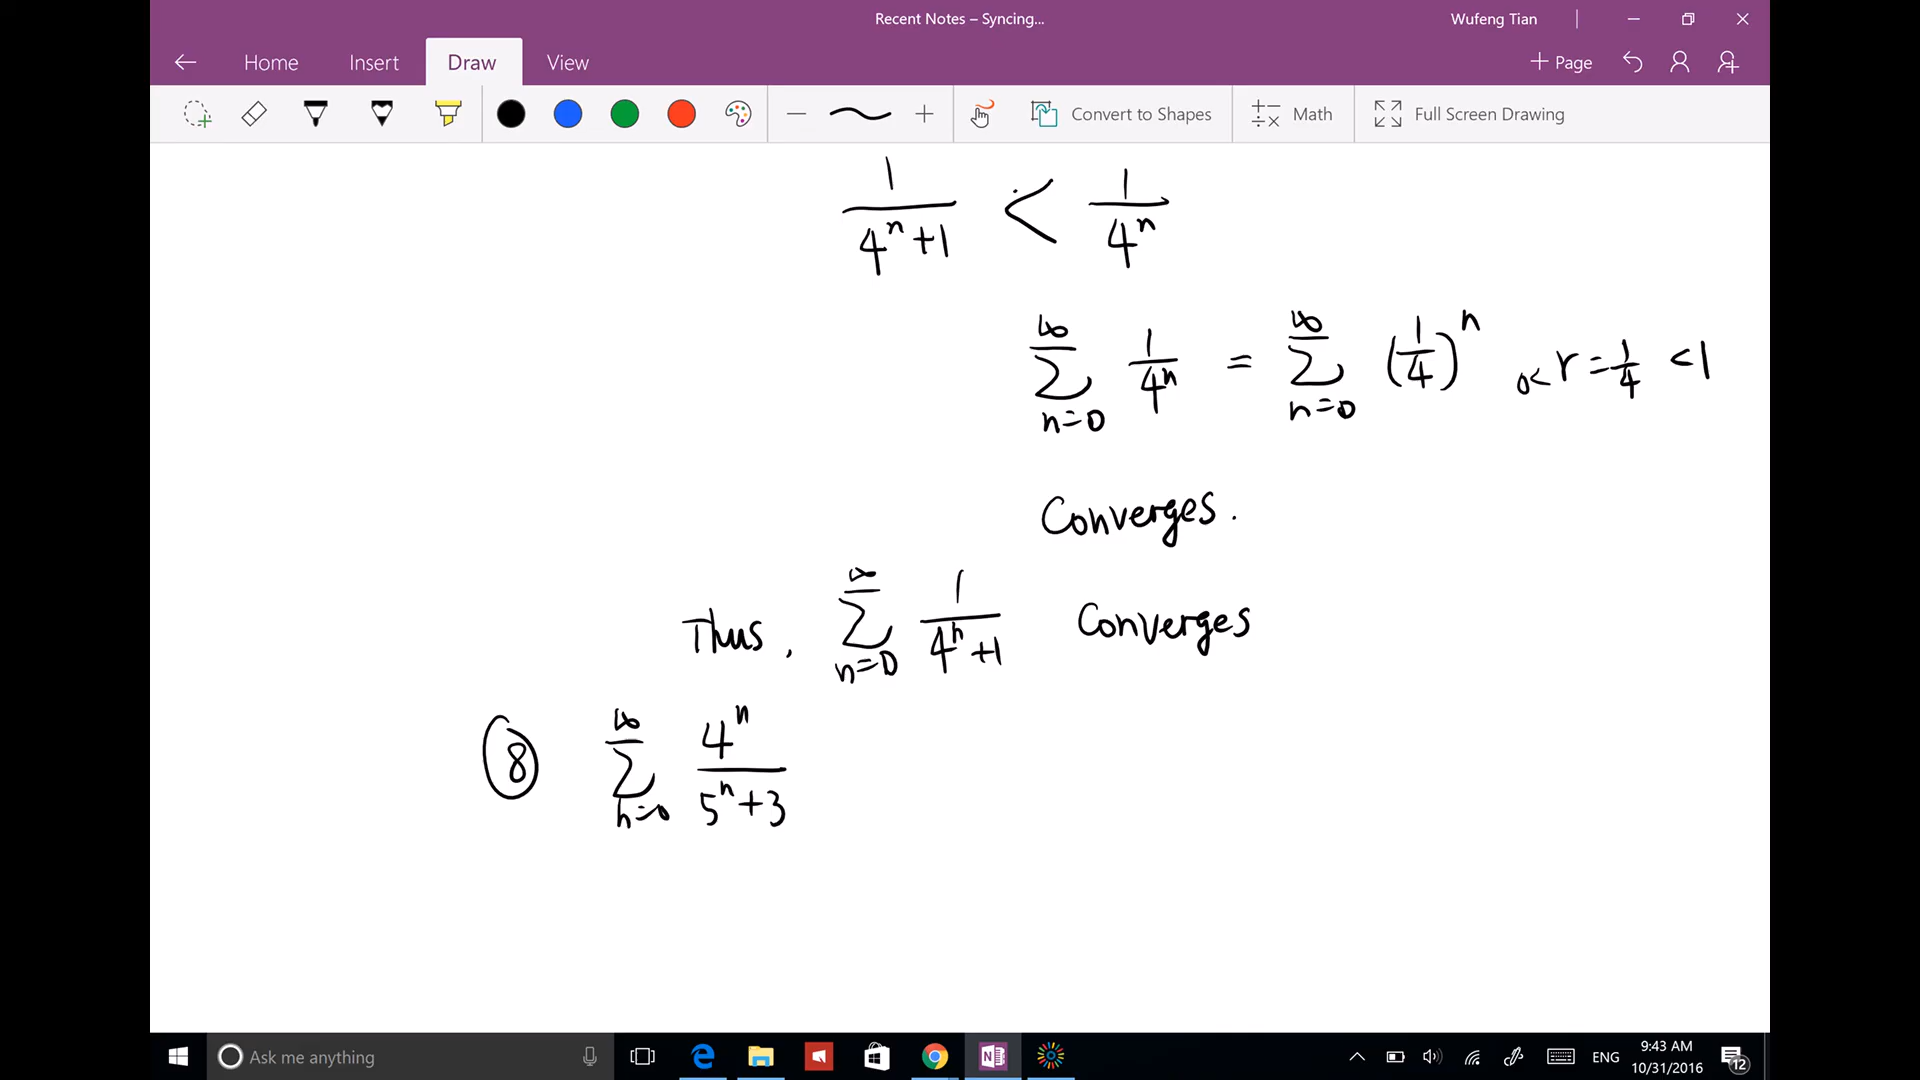 Recent Notes – Syncing...
Wufeng Tian
Home Insert Draw View
+ Page
Convert to Shapes
Math
Full Screen Drawing
1/(4^n+1) < 1/4^n
∑_{n=0}^∞ 1/4^n = ∑_{n=0}^∞ (1/4)^n 0< r = 1/4 < 1
Converges.
Thus, ∑_{n=0}^∞ 1/(4^n+1) Converges
⑧ ∑_{n=0}^∞ 4^n/(5^n+3)
Ask me anything
ENG
9:43 AM
10/31/2016
12